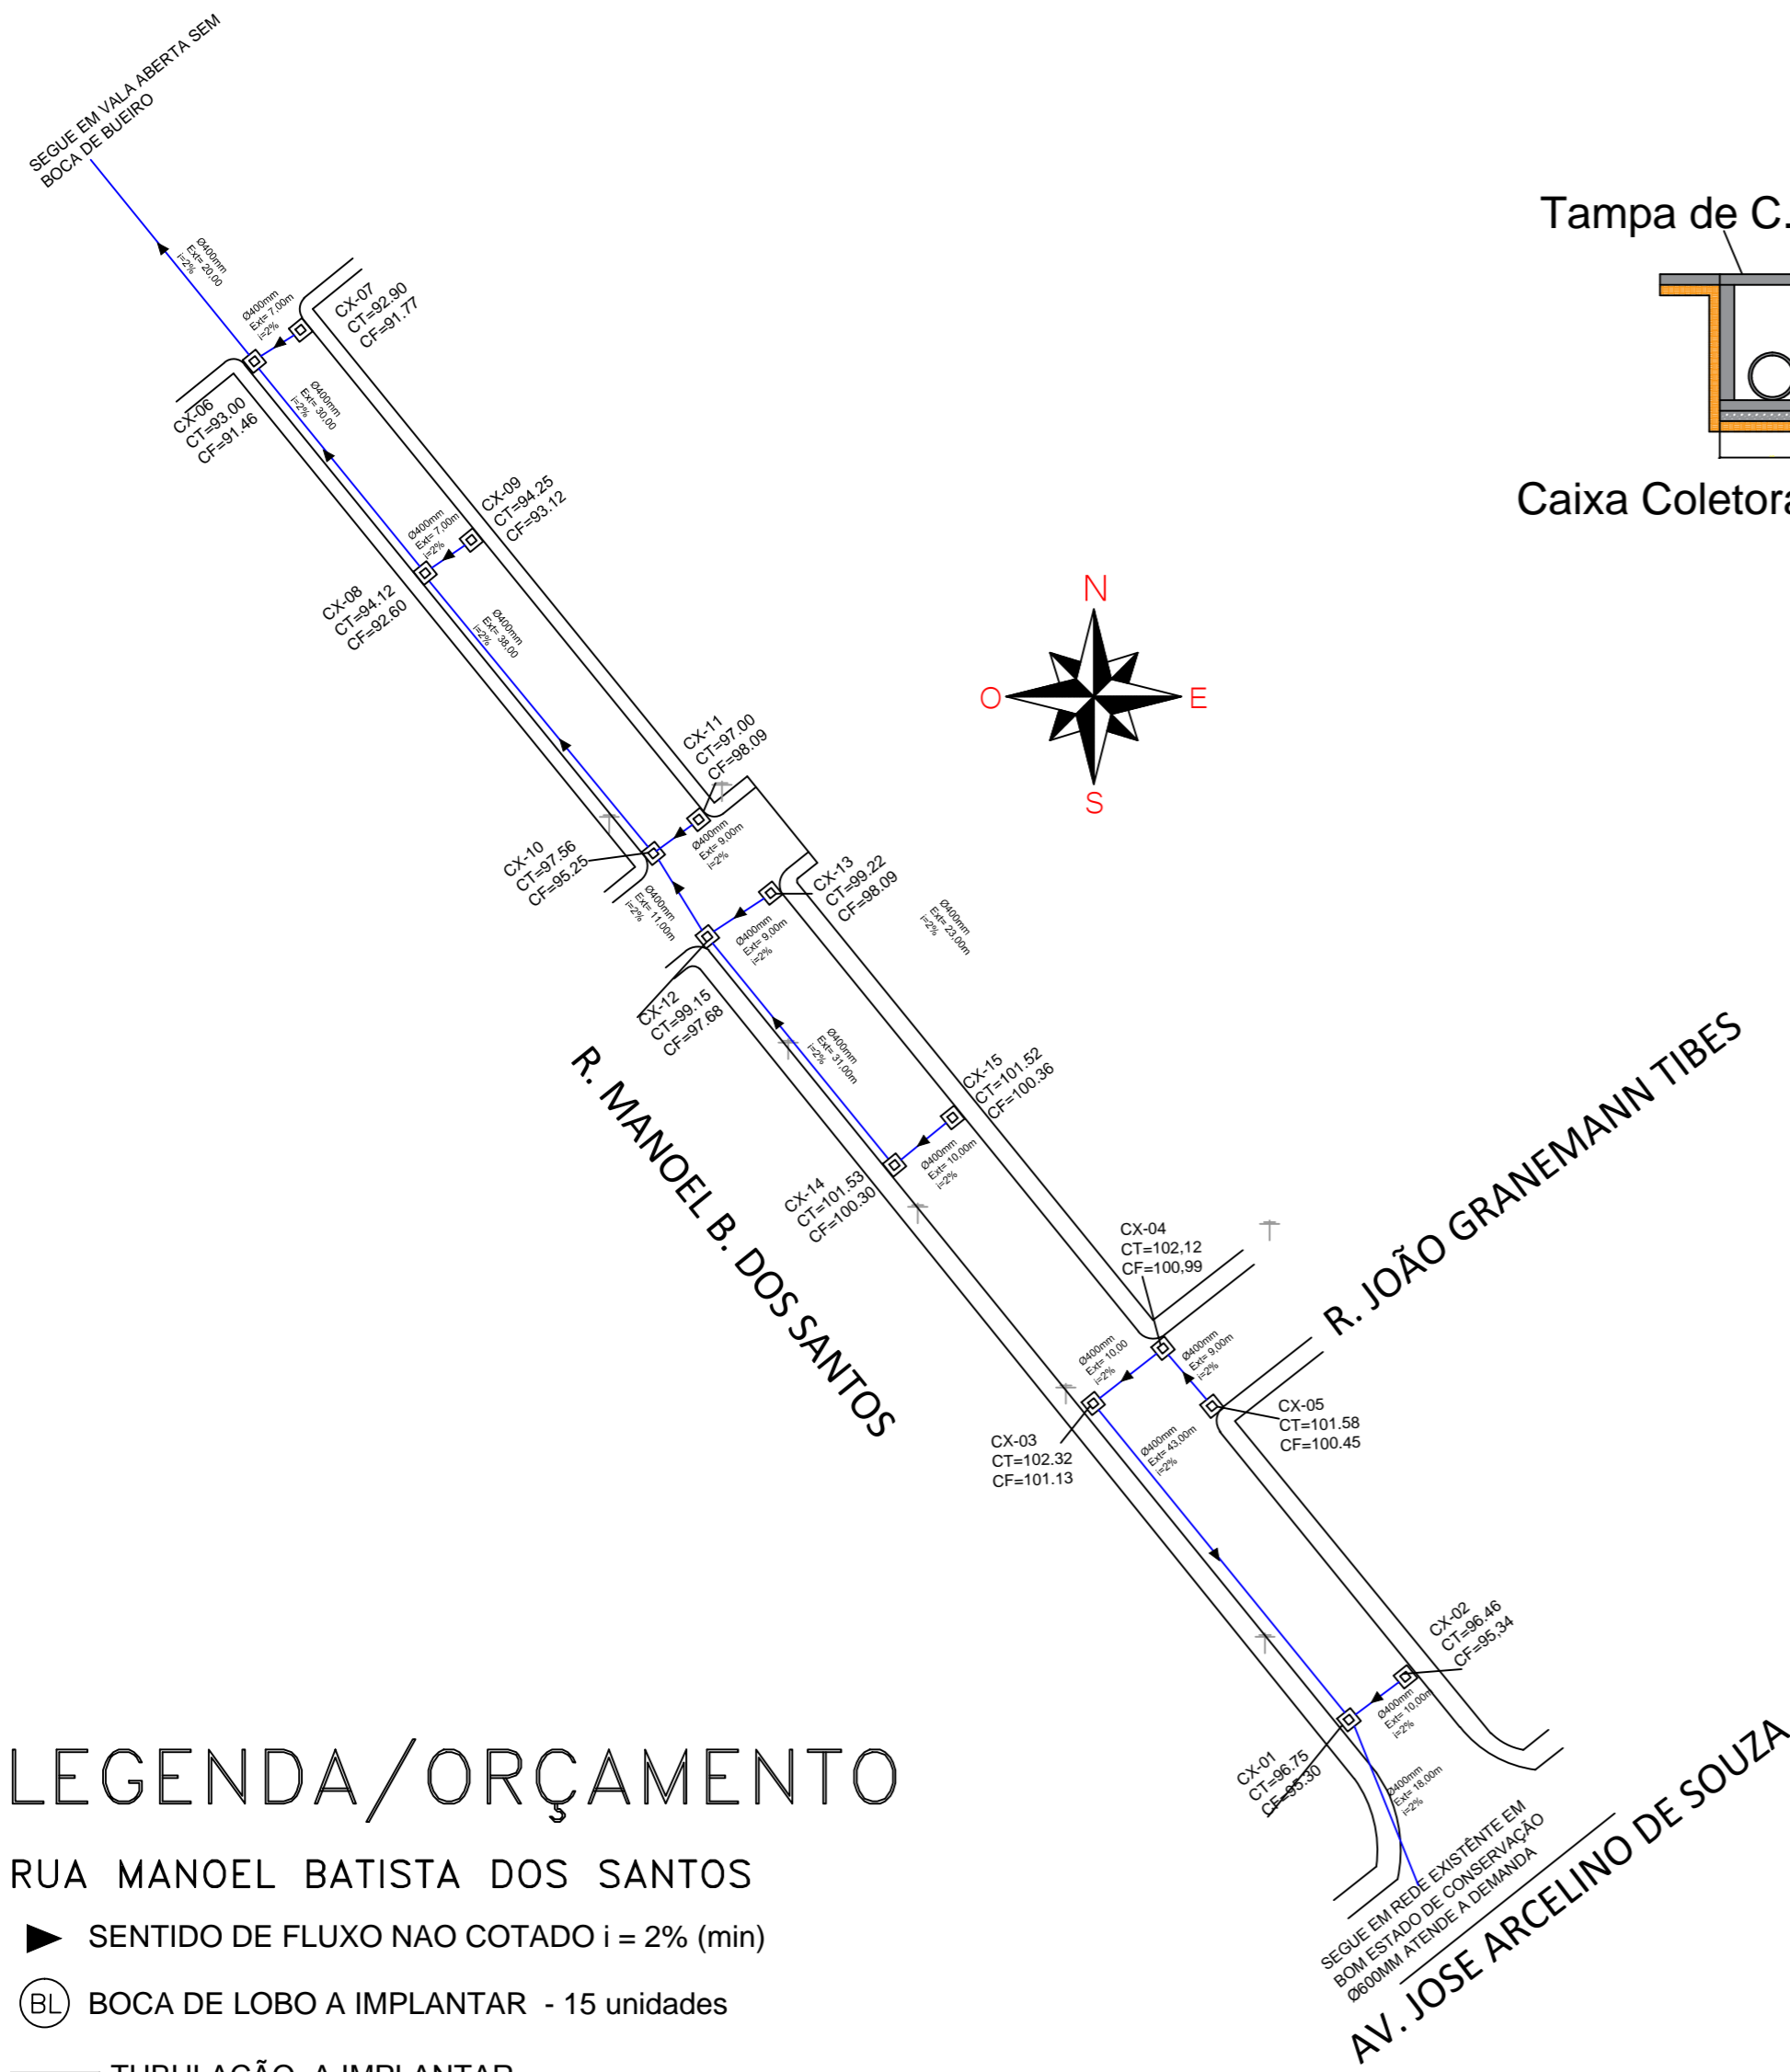 SEGUE EM VALA ABERTA SEM
BOCA DE BUEIRO
Ø400mm
Ext= 20,00
i=2%
Ø400mm
Ext= 7,00m
i=2%
CX-07
CT=92.90
CF=91.77
CX-06
CT=93.00
CF=91.46
Ø400mm
Ext= 30,00
i=2%
CX-09
CT=94.25
CF=93.12
Ø400mm
Ext= 7,00m
i=2%
CX-08
CT=94.12
CF=92.60
Ø400mm
Ext= 38,00
i=2%
CX-11
CT=97.00
CF=98.09
Ø400mm
Ext= 9,00m
i=2%
CX-10
CT=97.56
CF=95.25
Ø400mm
Ext= 11,00m
i=2%
CX-13
CT=99.22
CF=98.09
Ø400mm
Ext= 9,00m
i=2%
Ø400mm
Ext= 23,00m
i=2%
CX-12
CT=99.15
CF=97.68
Ø400mm
Ext= 31,00m
i=2%
CX-15
CT=101.52
CF=100.36
Ø400mm
Ext= 10,00m
i=2%
CX-14
CT=101.53
CF=100.30
R. MANOEL B. DOS SANTOS
CX-04
CT=102,12
CF=100,99
Ø400mm
Ext= 10,00
i=2%
Ø400mm
Ext= 9,00m
i=2%
R. JOÃO GRANEMANN TIBES
CX-05
CT=101.58
CF=100.45
CX-03
CT=102.32
CF=101.13
Ø400mm
Ext= 43,00m
i=2%
CX-02
CT=96.46
CF=95,34
Ø400mm
Ext= 10,00m
i=2%
CX-01
CT=96.75
CF=95.30
Ø400mm
Ext= 18,00m
i=2%
SEGUE EM REDE EXISTÊNTE EM
BOM ESTADO DE CONSERVAÇÃO
Ø600MM ATENDE A DEMANDA
AV. JOSE ARCELINO DE SOUZA
N
O
E
S
Tampa de C.
Caixa Coletora
LEGENDA/ORÇAMENTO
RUA MANOEL BATISTA DOS SANTOS
SENTIDO DE FLUXO NAO COTADO i = 2% (min)
BL BOCA DE LOBO A IMPLANTAR - 15 unidades
TUBULAÇÃO A IMPLANTAR